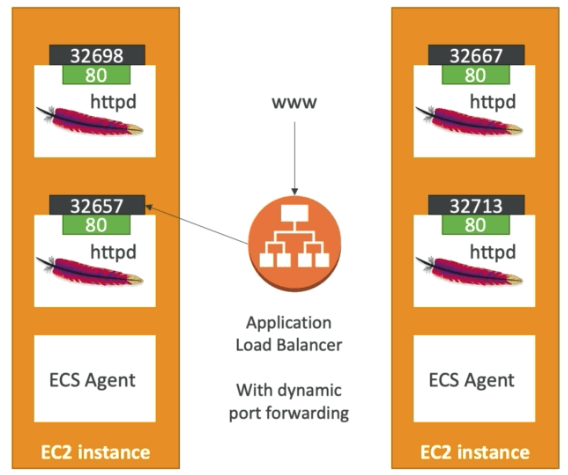 32698
80
httpd
32657
80
httpd
ECS Agent
EC2 instance
www
Application
Load Balancer
With dynamic
port forwarding
32667
80
httpd
32713
80
httpd
ECS Agent
EC2 instance